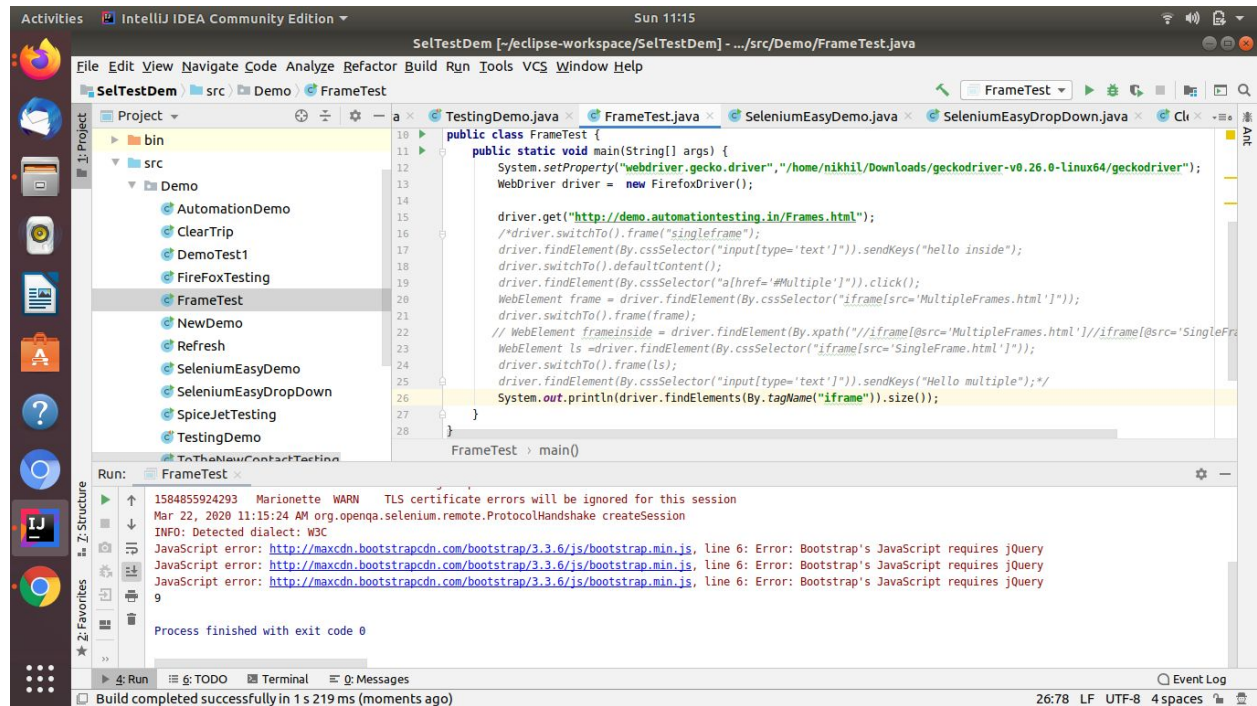 Activities IntelliJ IDEA Community Edition Sun 11:15
SelTestDem [~/eclipse-workspace/SelTestDem] - .../src/Demo/FrameTest.java
File Edit View Navigate Code Analyze Refactor Build Run Tools VCS Window Help
SelTestDem src Demo FrameTest FrameTest
1: Project
Project
a TestingDemo.java FrameTest.java SeleniumEasyDemo.java SeleniumEasyDropDown.java
Ant
bin
src
Demo
AutomationDemo
ClearTrip
DemoTest1
FireFoxTesting
FrameTest
NewDemo
Refresh
SeleniumEasyDemo
SeleniumEasyDropDown
SpiceJetTesting
TestingDemo
ToTheNewContactTesting
10 public class FrameTest {
11 public static void main(String[] args) {
12 System.setProperty("webdriver.gecko.driver","/home/nikhil/Downloads/geckodriver-v0.26.0-linux64/geckodriver");
13 WebDriver driver = new FirefoxDriver();
14
15 driver.get("http://demo.automationtesting.in/Frames.html");
16 /*driver.switchTo().frame("singleframe");
17 driver.findElement(By.cssSelector("input[type='text']")).sendKeys("hello inside");
18 driver.switchTo().defaultContent();
19 driver.findElement(By.cssSelector("a[href='#Multiple']")).click();
20 WebElement frame = driver.findElement(By.cssSelector("iframe[src='MultipleFrames.html']"));
21 driver.switchTo().frame(frame);
22 // WebElement frameinside = driver.findElement(By.xpath("//iframe[@src='MultipleFrames.html']//iframe[@src='SingleFra
23 WebElement ls =driver.findElement(By.cssSelector("iframe[src='SingleFrame.html']"));
24 driver.switchTo().frame(ls);
25 driver.findElement(By.cssSelector("input[type='text']")).sendKeys("Hello multiple");*/
26 System.out.println(driver.findElements(By.tagName("iframe")).size());
27 }
28 }
FrameTest › main()
Run: FrameTest
Z: Structure
2: Favorites
1584855924293 Marionette WARN TLS certificate errors will be ignored for this session
Mar 22, 2020 11:15:24 AM org.openqa.selenium.remote.ProtocolHandshake createSession
INFO: Detected dialect: W3C
JavaScript error: http://maxcdn.bootstrapcdn.com/bootstrap/3.3.6/js/bootstrap.min.js, line 6: Error: Bootstrap's JavaScript requires jQuery
JavaScript error: http://maxcdn.bootstrapcdn.com/bootstrap/3.3.6/js/bootstrap.min.js, line 6: Error: Bootstrap's JavaScript requires jQuery
JavaScript error: http://maxcdn.bootstrapcdn.com/bootstrap/3.3.6/js/bootstrap.min.js, line 6: Error: Bootstrap's JavaScript requires jQuery
9
Process finished with exit code 0
4: Run 6: TODO Terminal 0: Messages Event Log
Build completed successfully in 1 s 219 ms (moments ago) 26:78 LF UTF-8 4 spaces